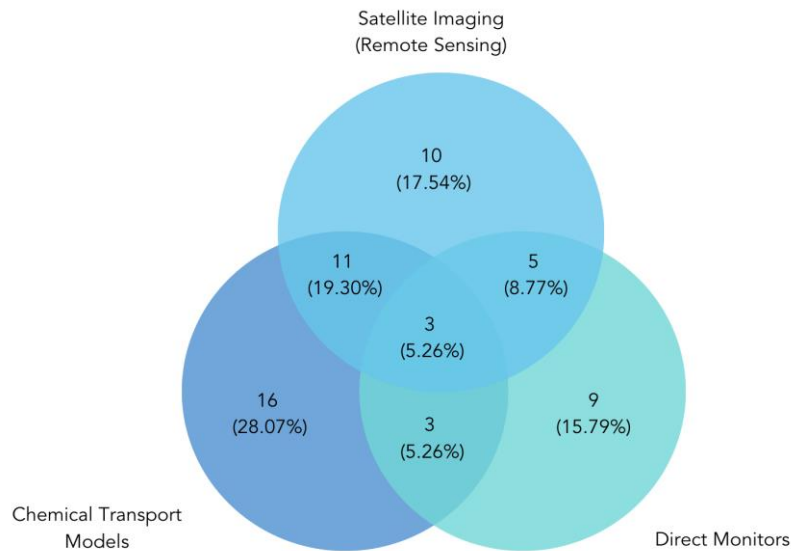 Satellite Imaging
(Remote Sensing)
10
(17.54%)
11
(19.30%)
5
(8.77%)
3
(5.26%)
16
(28.07%)
3
(5.26%)
9
(15.79%)
Chemical Transport
Models
Direct Monitors